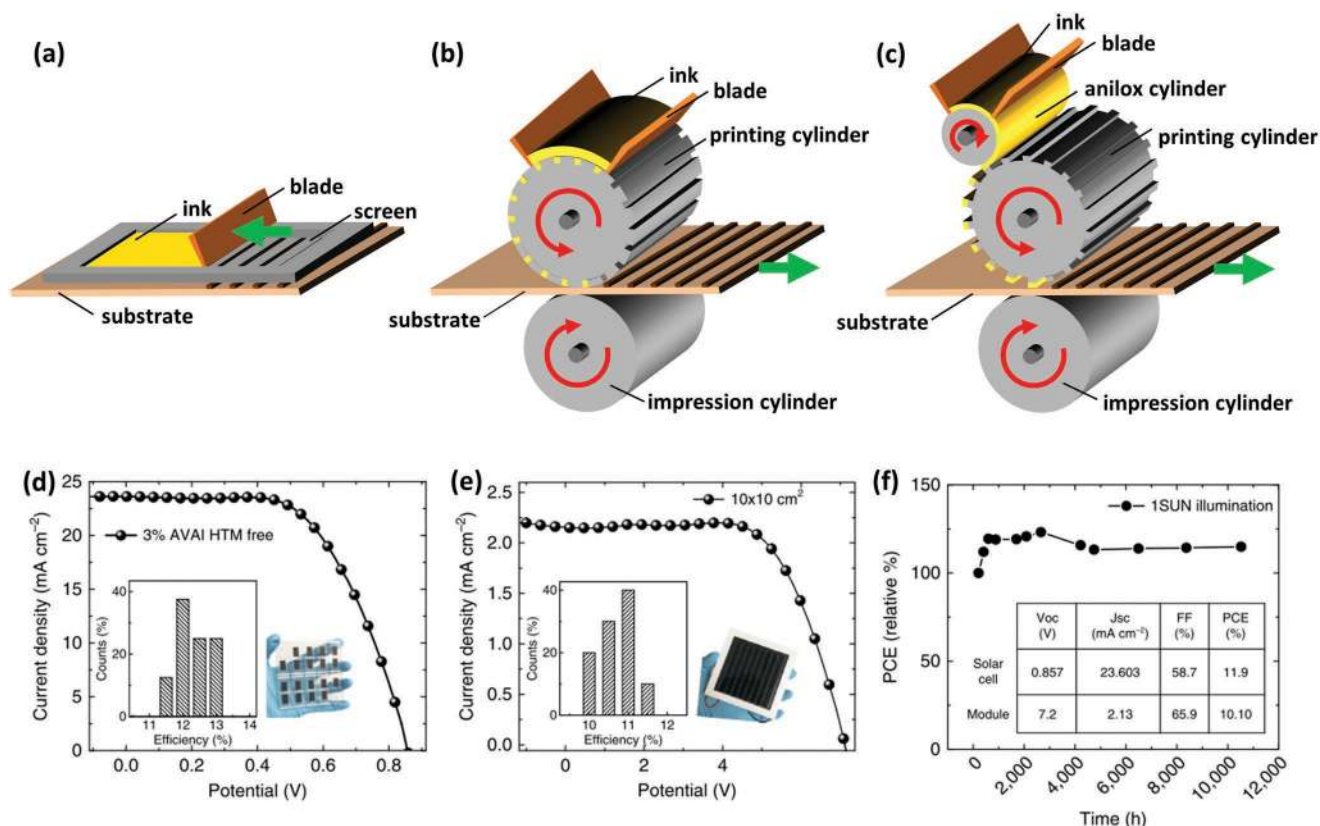 (a)
ink
blade
screen
substrate
(b)
ink
blade
printing cylinder
substrate
impression cylinder
(c)
ink
blade
anilox cylinder
printing cylinder
substrate
impression cylinder
(d)
25
20
15
10
5
0
Current density (mA cm⁻²)
3% AVAI HTM free
40
20
0
Counts (%)
11 12 13 14
Efficiency (%)
0.0 0.2 0.4 0.6 0.8
Potential (V)
(e)
2.5
2.0
1.5
1.0
0.5
0.0
Current density (mA cm⁻²)
10x10 cm²
40
20
0
Counts (%)
10 11 12
Efficiency (%)
0 2 4
Potential (V)
(f)
150
100
50
0
PCE (relative %)
1SUN illumination
Voc (V) Jsc (mA cm⁻²) FF (%) PCE (%)
Solar cell 0.857 23.603 58.7 11.9
Module 7.2 2.13 65.9 10.10
0 2,000 4,000 6,000 8,000 10,000 12,000
Time (h)